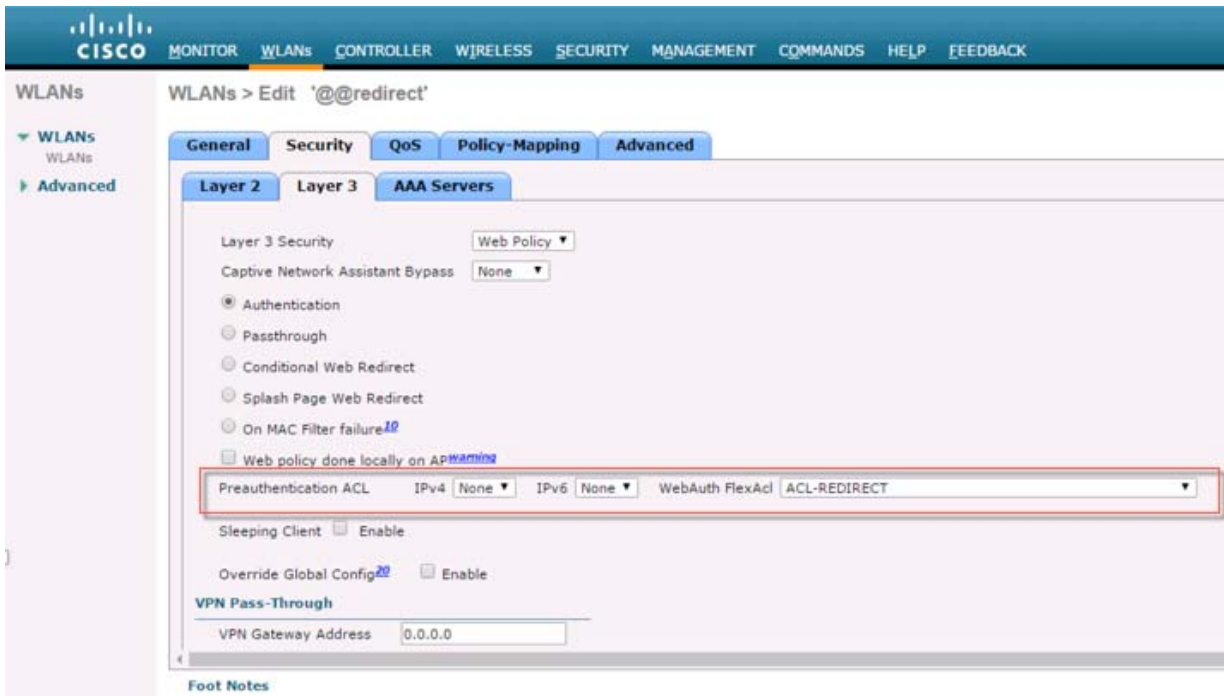 CISCO MONITOR WLANs CONTROLLER WIRELESS SECURITY MANAGEMENT COMMANDS HELP FEEDBACK
WLANs
WLANs > Edit '@@redirect'
WLANs
WLANs
Advanced
General Security QoS Policy-Mapping Advanced
Layer 2 Layer 3 AAA Servers
Layer 3 Security Web Policy
Captive Network Assistant Bypass None
Authentication
Passthrough
Conditional Web Redirect
Splash Page Web Redirect
On MAC Filter failure10
Web policy done locally on APwarning
Preauthentication ACL IPv4 None IPv6 None WebAuth FlexAcl ACL-REDIRECT
Sleeping Client Enable
Override Global Config20 Enable
VPN Pass-Through
VPN Gateway Address 0.0.0.0
Foot Notes